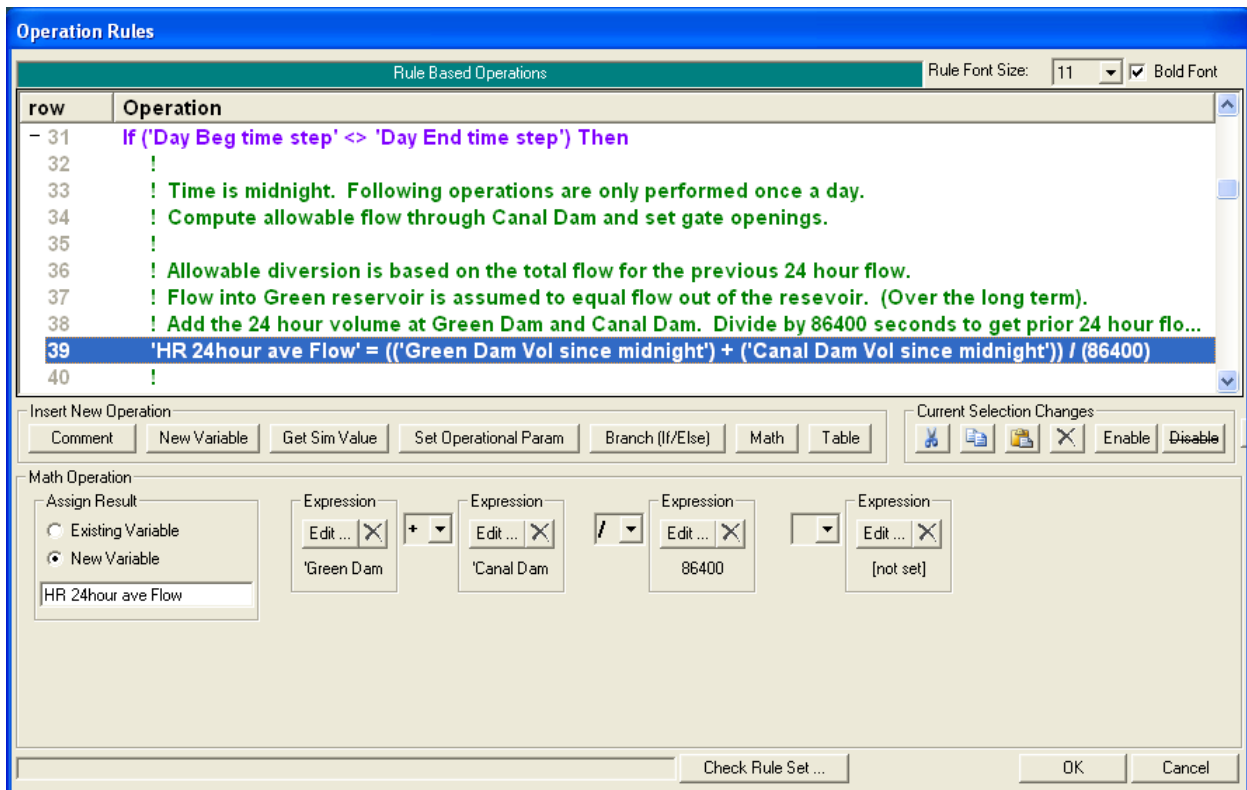 Operation Rules
Rule Based Operations Rule Font Size: 11 Bold Font
row Operation
- 31 If ('Day Beg time step' <> 'Day End time step') Then
32 !
33 ! Time is midnight. Following operations are only performed once a day.
34 ! Compute allowable flow through Canal Dam and set gate openings.
35 !
36 ! Allowable diversion is based on the total flow for the previous 24 hour flow.
37 ! Flow into Green reservoir is assumed to equal flow out of the resevoir. (Over the long term).
38 ! Add the 24 hour volume at Green Dam and Canal Dam. Divide by 86400 seconds to get prior 24 hour flo...
39 'HR 24hour ave Flow' = (('Green Dam Vol since midnight') + ('Canal Dam Vol since midnight')) / (86400)
40 !
Insert New Operation Current Selection Changes
Comment New Variable Get Sim Value Set Operational Param Branch (If/Else) Math Table Enable Disable
Math Operation
Assign Result Expression Expression Expression Expression
Existing Variable Edit ... + Edit ... / Edit ... Edit ...
New Variable 'Green Dam 'Canal Dam 86400 [not set]
HR 24hour ave Flow
Check Rule Set ... OK Cancel